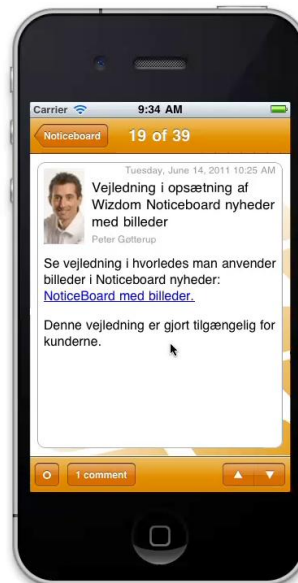 Carrier 9:34 AM
Noticeboard 19 of 39
Tuesday, June 14, 2011 10:25 AM
Vejledning i opsætning af
Wizdom Noticeboard nyheder
med billeder
Peter Gøtterup
Se vejledning i hvorledes man anvender
billeder i Noticeboard nyheder:
NoticeBoard med billeder.
Denne vejledning er gjort tilgængelig for
kunderne.
1 comment